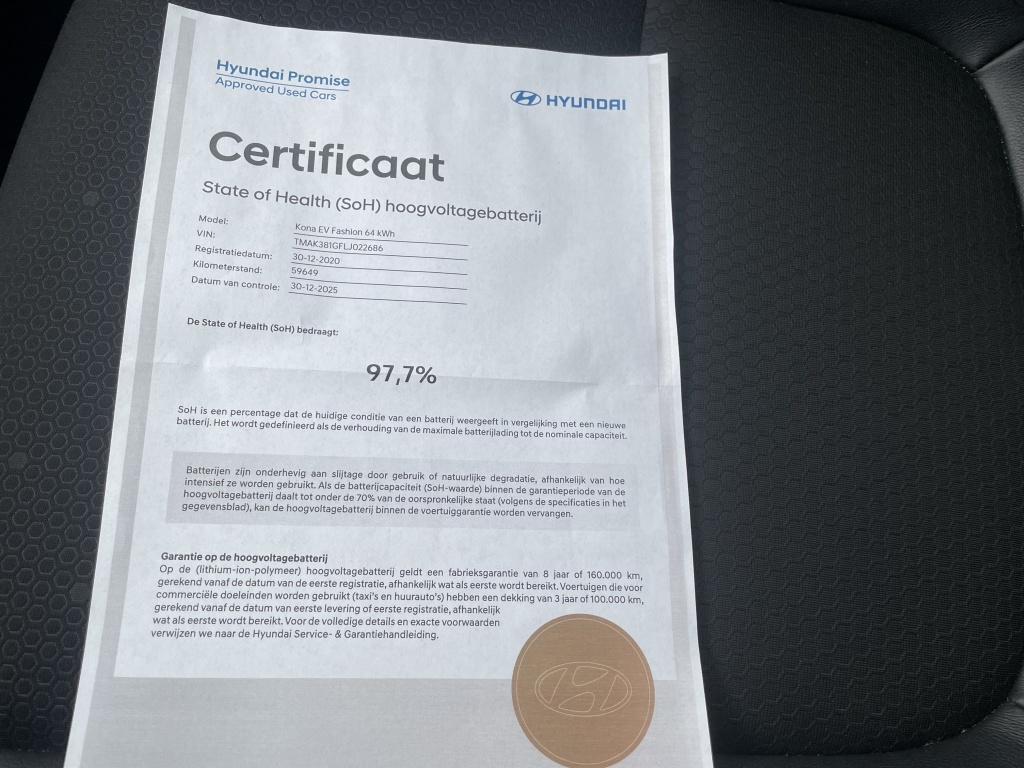 Hyundai Promise
Approved Used Cars
HYUNDAI
Certificaat
State of Health (SoH) hoogvoltagebatterij
Model: Kona EV Fashion 64 kWh
VIN: TMAK381GFLJ022686
Registratiedatum: 30-12-2020
Kilometerstand: 59649
Datum van controle: 30-12-2025
De State of Health (SoH) bedraagt:
97,7%
SoH is een percentage dat de huidige conditie van een batterij weergeeft in vergelijking met een nieuwe
batterij. Het wordt gedefinieerd als de verhouding van de maximale batterijlading tot de nominale capaciteit.
Batterijen zijn onderhevig aan slijtage door gebruik of natuurlijke degradatie, afhankelijk van hoe
intensief ze worden gebruikt. Als de batterijcapaciteit (SoH-waarde) binnen de garantieperiode van de
hoogvoltagebatterij daalt tot onder de 70% van de oorspronkelijke staat (volgens de specificaties in het
gegevensblad), kan de hoogvoltagebatterij binnen de voertuiggarantie worden vervangen.
Garantie op de hoogvoltagebatterij
Op de (lithium-ion-polymeer) hoogvoltagebatterij geldt een fabrieksgarantie van 8 jaar of 160.000 km,
gerekend vanaf de datum van de eerste registratie, afhankelijk wat als eerste wordt bereikt. Voertuigen die voor
commerciële doeleinden worden gebruikt (taxi's en huurauto's) hebben een dekking van 3 jaar of 100.000 km,
gerekend vanaf de datum van eerste levering of eerste registratie, afhankelijk
wat als eerste wordt bereikt. Voor de volledige details en exacte voorwaarden
verwijzen we naar de Hyundai Service- & Garantiehandleiding.